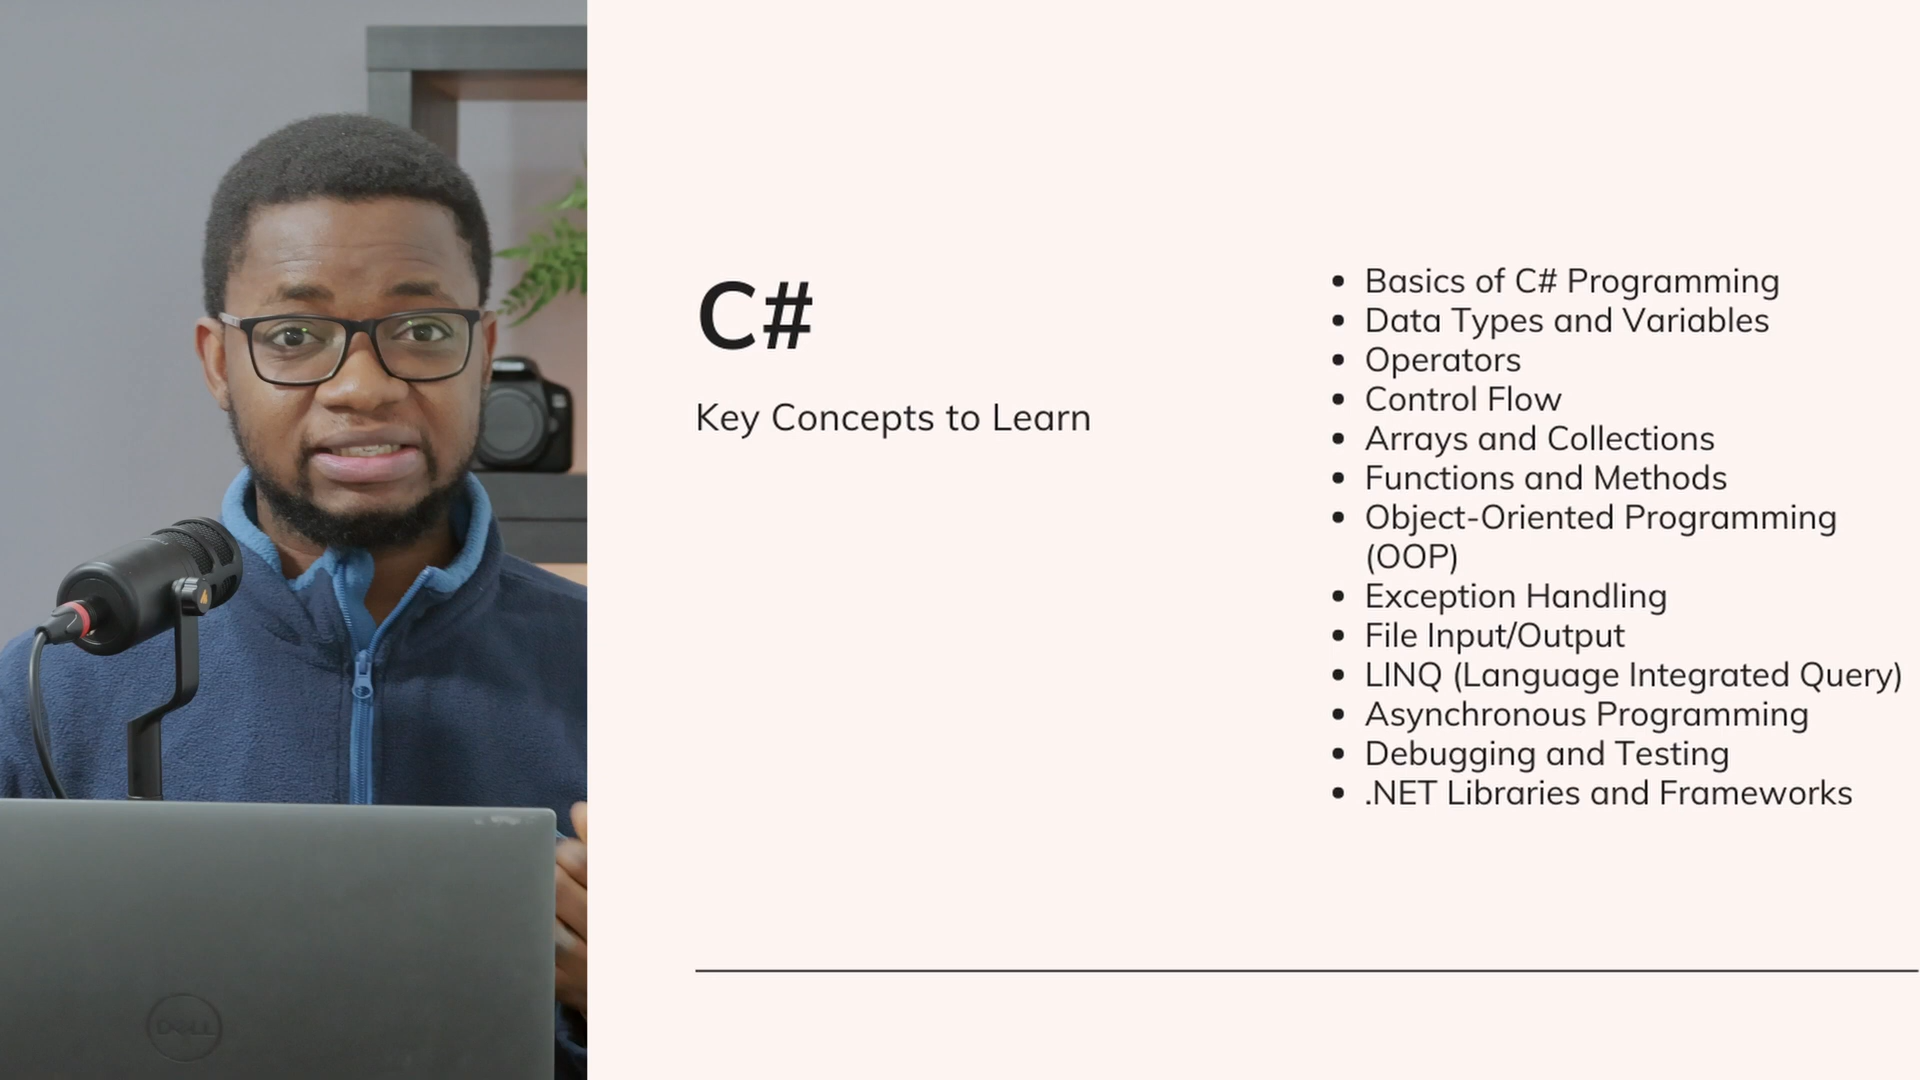 C#
Key Concepts to Learn
• Basics of C# Programming
• Data Types and Variables
• Operators
• Control Flow
• Arrays and Collections
• Functions and Methods
• Object-Oriented Programming
(OOP)
• Exception Handling
• File Input/Output
• LINQ (Language Integrated Query)
• Asynchronous Programming
• Debugging and Testing
• .NET Libraries and Frameworks
DELL